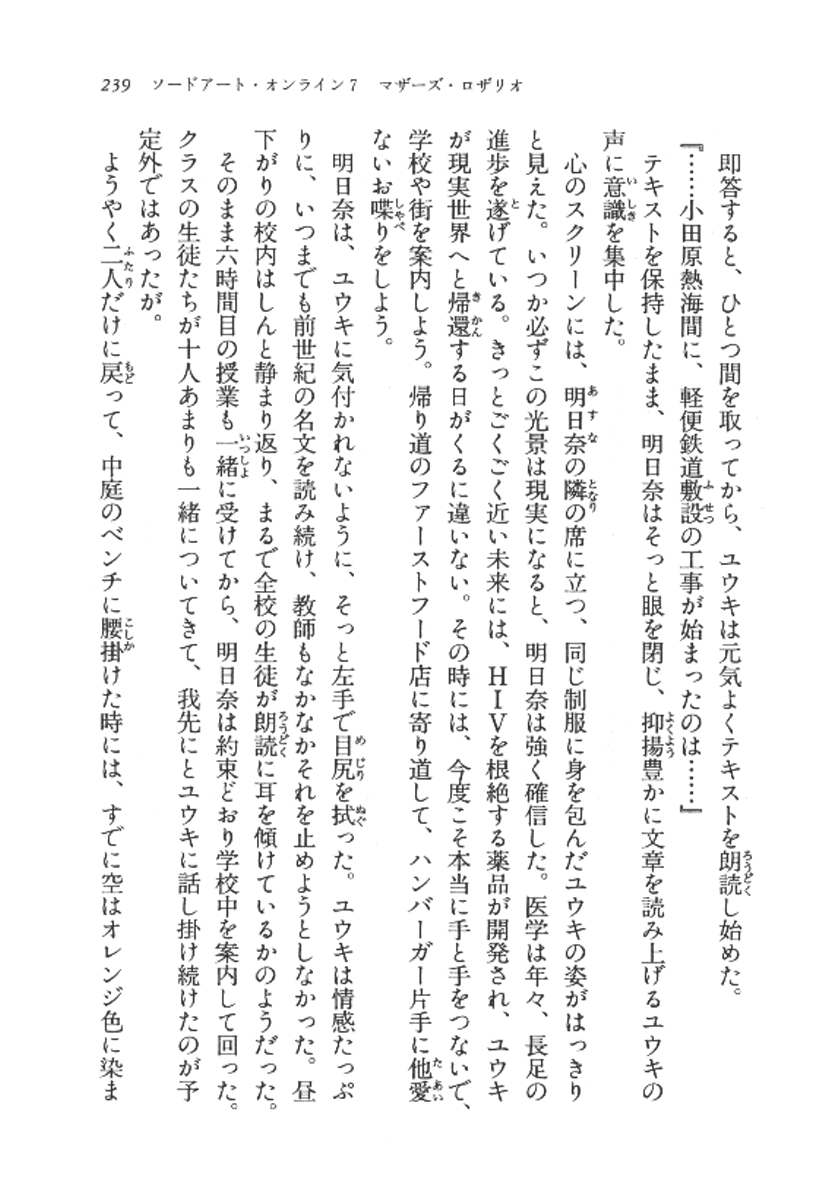 239 ソードアート・オンライン7 マザーズ・ロザリオ
即答すると、ひとつ間を取ってから、ユウキは元気よくテキストを朗読し始めた。
『……小田原熱海間に、軽便鉄道敷設の工事が始まったのは……』
テキストを保持したまま、明日奈はそっと眼を閉じ、抑揚豊かに文章を読み上げるユウキの
声に意識を集中した。
心のスクリーンには、明日奈の隣の席に立つ、同じ制服に身を包んだユウキの姿がはっきり
と見えた。いつか必ずこの光景は現実になると、明日奈は強く確信した。医学は年々、長足の
進歩を遂げている。きっとごくごく近い未来には、HIVを根絶する薬品が開発され、ユウキ
が現実世界へと帰還する日がくるに違いない。その時には、今度こそ本当に手と手をつないで、
学校や街を案内しよう。帰り道のファーストフード店に寄り道して、ハンバーガー片手に他愛
ないお喋りをしよう。
明日奈は、ユウキに気付かれないように、そっと左手で目尻を拭った。ユウキは情感たっぷ
りに、いつまでも前世紀の名文を読み続け、教師もなかなかそれを止めようとしなかった。昼
下がりの校内はしんと静まり返り、まるで全校の生徒が朗読に耳を傾けているかのようだった。
そのまま六時間目の授業も一緒に受けてから、明日奈は約束どおり学校中を案内して回った。
クラスの生徒たちが十人あまりも一緒についてきて、我先にとユウキに話し掛け続けたのが予
定外ではあったが。
ようやく二人だけに戻って、中庭のベンチに腰掛けた時には、すでに空はオレンジ色に染ま